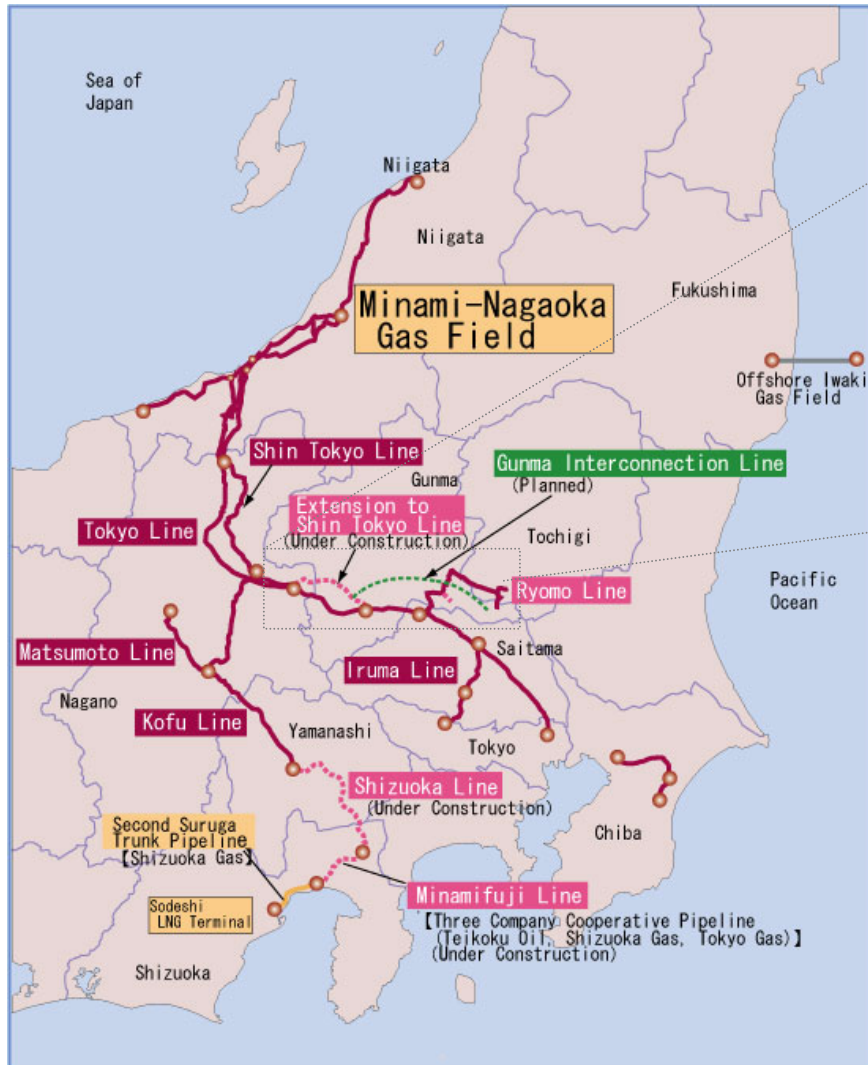 Sea of
Japan
Niigata
Niigata
Minami-Nagaoka
Gas Field
Fukushima
Offshore Iwaki
Gas Field
Shin Tokyo Line
Gunma Interconnection Line
(Planned)
Gunma
Extension to
Shin Tokyo Line
(Under Construction)
Tochigi
Tokyo Line
Pacific
Ocean
Ryomo Line
Matsumoto Line
Saitama
Iruma Line
Nagano
Kofu Line
Yamanashi
Tokyo
Shizuoka Line
(Under Construction)
Second Suruga
Trunk Pipeline
【Shizuoka Gas】
Chiba
Minamifuji Line
Sodeshi
LNG Terminal
【Three Company Cooperative Pipeline
(Teikoku Oil, Shizuoka Gas, Tokyo Gas)】
(Under Construction)
Shizuoka